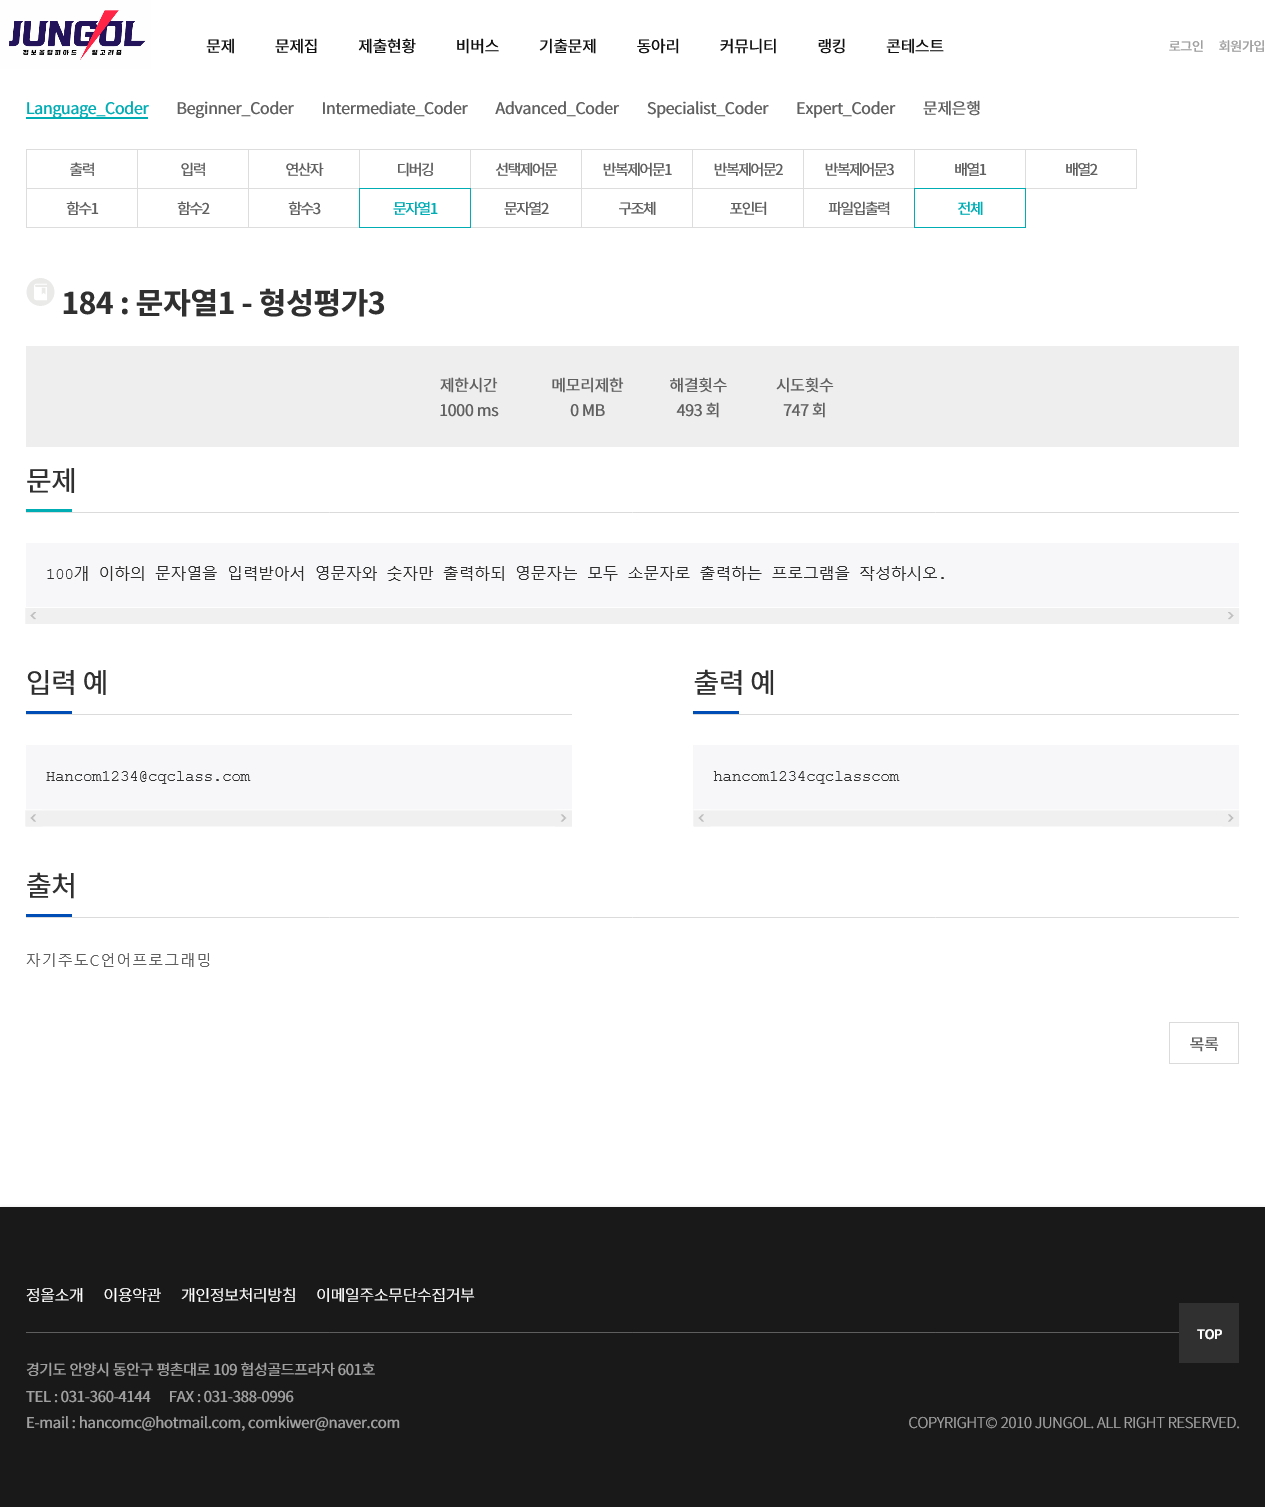 JUNGOL
정보올림피아드 알고리즘
문제 문제집 제출현황 비버스 기출문제 동아리 커뮤니티 랭킹 콘테스트 로그인 회원가입
Language_Coder Beginner_Coder Intermediate_Coder Advanced_Coder Specialist_Coder Expert_Coder 문제은행
출력 입력 연산자 디버깅 선택제어문 반복제어문1 반복제어문2 반복제어문3 배열1 배열2
함수1 함수2 함수3 문자열1 문자열2 구조체 포인터 파일입출력 전체
184 : 문자열1 - 형성평가3
제한시간 메모리제한 해결횟수 시도횟수
1000 ms 0 MB 493 회 747 회
문제
100개 이하의 문자열을 입력받아서 영문자와 숫자만 출력하되 영문자는 모두 소문자로 출력하는 프로그램을 작성하시오.
입력 예 출력 예
Hancom1234@cqclass.com hancom1234cqclasscom
출처
자기주도C언어프로그래밍
목록
정올소개 이용약관 개인정보처리방침 이메일주소무단수집거부
TOP
경기도 안양시 동안구 평촌대로 109 협성골드프라자 601호
TEL : 031-360-4144 FAX : 031-388-0996
E-mail : hancomc@hotmail.com, comkiwer@naver.com COPYRIGHT© 2010 JUNGOL. ALL RIGHT RESERVED.